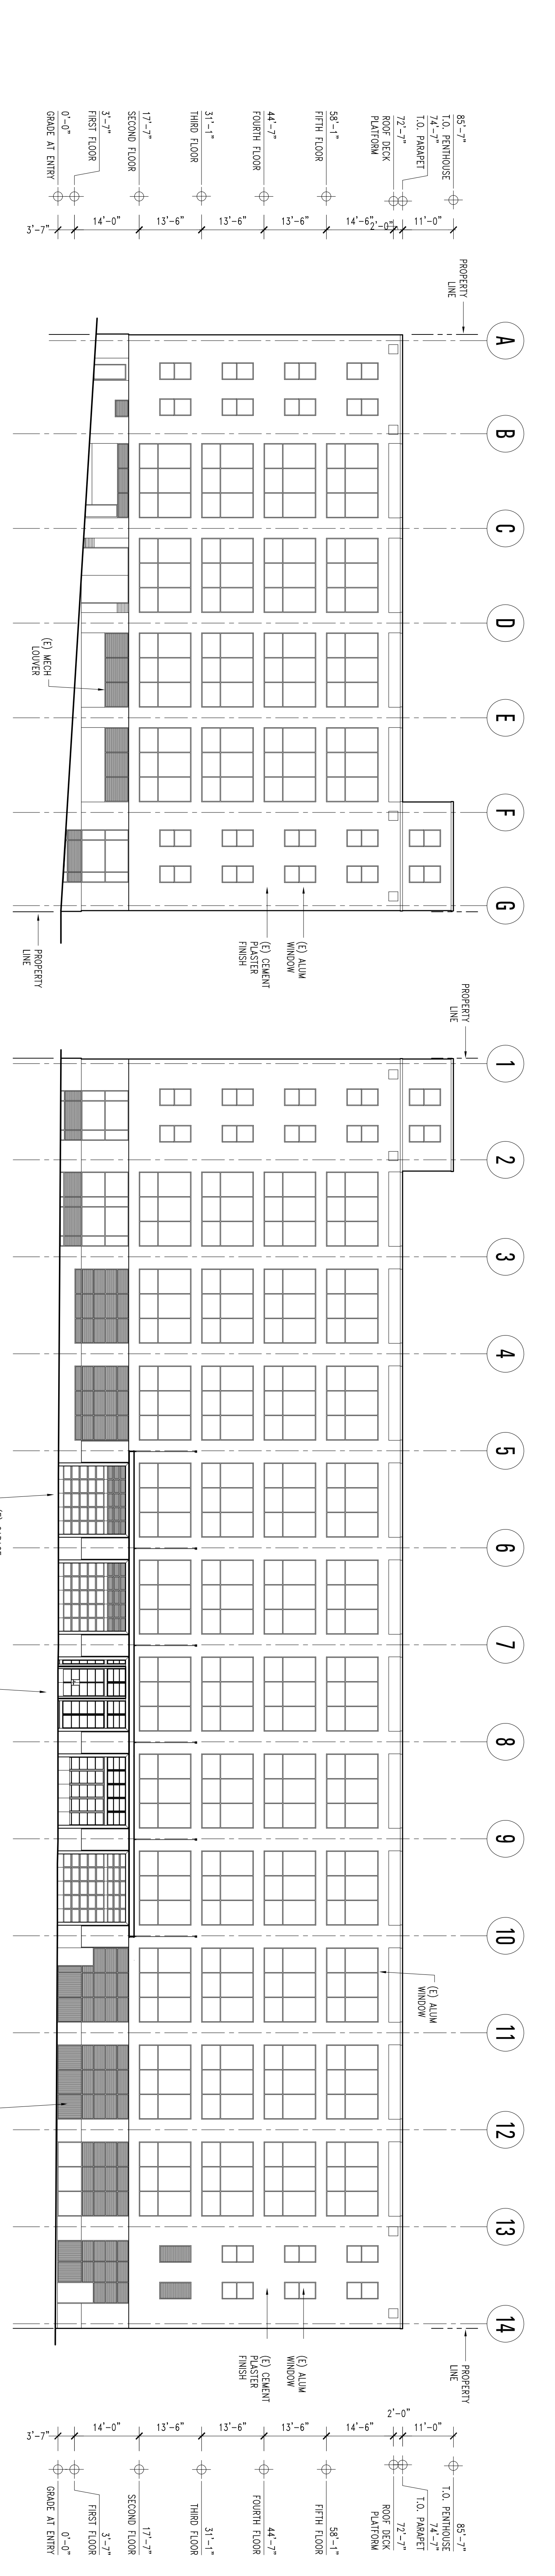 85'-7"
T.O. PENTHOUSE
74'-7"
T.O. PARAPET
72'-7"
ROOF DECK
PLATFORM
58'-1"
FIFTH FLOOR
44'-7"
FOURTH FLOOR
31'-1"
THIRD FLOOR
17'-7"
SECOND FLOOR
3'-7"
FIRST FLOOR
0'-0"
GRADE AT ENTRY
11'-0"
2'-0"
14'-6"
13'-6"
13'-6"
13'-6"
14'-0"
3'-7"
PROPERTY
LINE
A
B
C
D
E
F
G
(E) MECH
LOUVER
(E) ALUM
WINDOW
(E) CEMENT
PLASTER
FINISH
PROPERTY
LINE
PROPERTY
LINE
1
2
3
4
5
6
7
8
9
10
11
12
13
14
(E) ALUM
WINDOW
(E) ALUM
WINDOW
(E) CEMENT
PLASTER
FINISH
PROPERTY
LINE
2'-0"
11'-0"
14'-6"
13'-6"
13'-6"
13'-6"
14'-0"
3'-7"
85'-7"
T.O. PENTHOUSE
74'-7"
T.O. PARAPET
72'-7"
ROOF DECK
PLATFORM
58'-1"
FIFTH FLOOR
44'-7"
FOURTH FLOOR
31'-1"
THIRD FLOOR
17'-7"
SECOND FLOOR
3'-7"
FIRST FLOOR
0'-0"
GRADE AT ENTRY